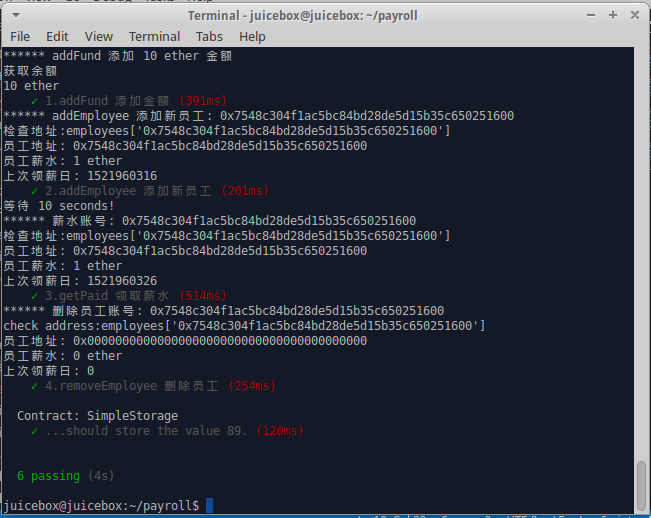 Terminal - juicebox@juicebox: ~/payroll
File Edit View Terminal Tabs Help
****** addFund 添加 10 ether 金额
获取余额
10 ether
✓ 1.addFund 添加金额 (391ms)
****** addEmployee 添加新员工: 0x7548c304f1ac5bc84bd28de5d15b35c650251600
检查地址:employees['0x7548c304f1ac5bc84bd28de5d15b35c650251600']
员工地址: 0x7548c304f1ac5bc84bd28de5d15b35c650251600
员工薪水: 1 ether
上次领薪日: 1521960316
✓ 2.addEmployee 添加新员工 (201ms)
等待 10 seconds!
****** 薪水账号: 0x7548c304f1ac5bc84bd28de5d15b35c650251600
检查地址:employees['0x7548c304f1ac5bc84bd28de5d15b35c650251600']
员工地址: 0x7548c304f1ac5bc84bd28de5d15b35c650251600
员工薪水: 1 ether
上次领薪日: 1521960326
✓ 3.getPaid 领取薪水 (514ms)
****** 删除员工账号: 0x7548c304f1ac5bc84bd28de5d15b35c650251600
check address:employees['0x7548c304f1ac5bc84bd28de5d15b35c650251600']
员工地址: 0x0000000000000000000000000000000000000000
员工薪水: 0 ether
上次领薪日: 0
✓ 4.removeEmployee 删除员工 (254ms)
Contract: SimpleStorage
✓ ...should store the value 89. (120ms)
6 passing (4s)
juicebox@juicebox:~/payroll$